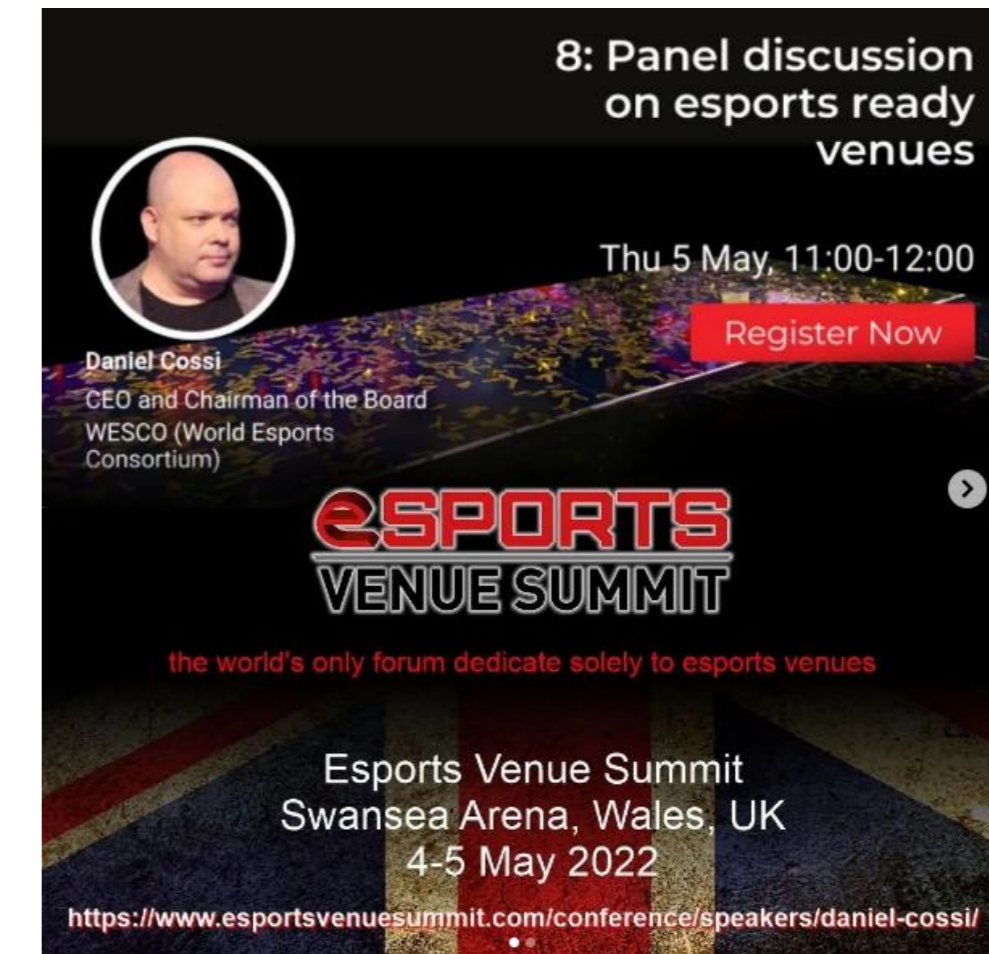 8: Panel discussion
on esports ready
venues
Thu 5 May, 11:00-12:00
Register Now
Daniel Cossi
CEO and Chairman of the Board
WESCO (World Esports
Consortium)
eSPORTS
VENUE SUMMIT
the world's only forum dedicate solely to esports venues
Esports Venue Summit
Swansea Arena, Wales, UK
4-5 May 2022
https://www.esportsvenuesummit.com/conference/speakers/daniel-cossi/